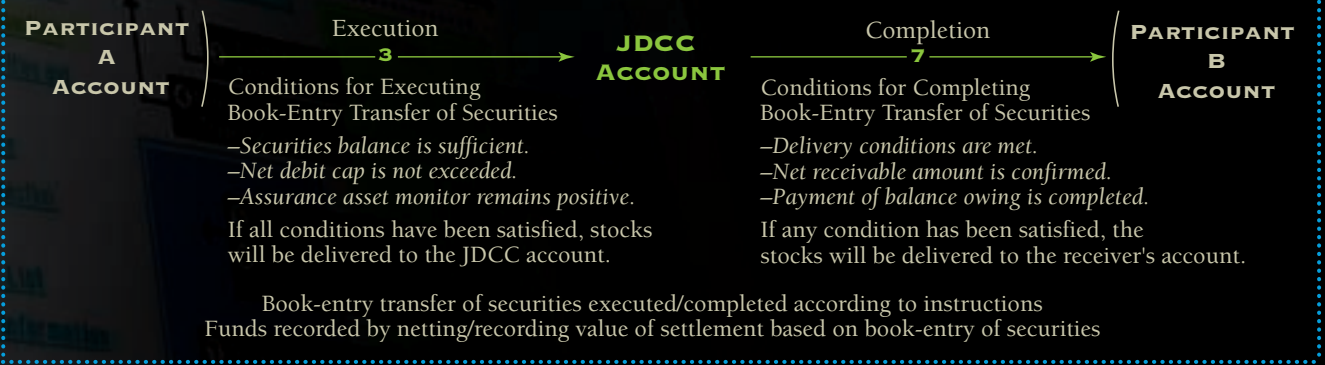 PARTICIPANT
A
ACCOUNT
Execution
3
Conditions for Executing
Book-Entry Transfer of Securities
–Securities balance is sufficient.
–Net debit cap is not exceeded.
–Assurance asset monitor remains positive.
If all conditions have been satisfied, stocks
will be delivered to the JDCC account.
JDCC
ACCOUNT
Completion
7
Conditions for Completing
Book-Entry Transfer of Securities
–Delivery conditions are met.
–Net receivable amount is confirmed.
–Payment of balance owing is completed.
If any condition has been satisfied, the
stocks will be delivered to the receiver's account.
PARTICIPANT
B
ACCOUNT
Book-entry transfer of securities executed/completed according to instructions
Funds recorded by netting/recording value of settlement based on book-entry of securities